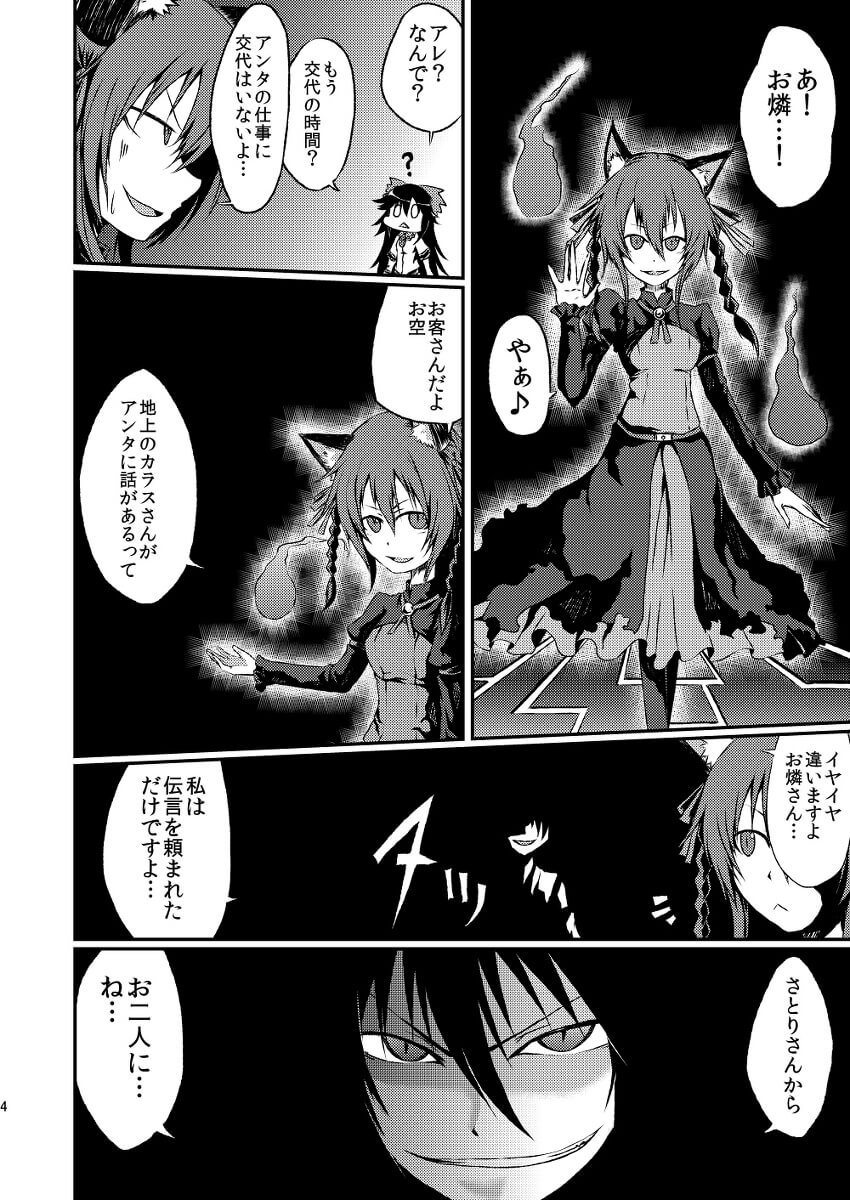 あ！
お燐…！
やぁ♪
アレ？
なんで？
？
もう
交代の時間？
アンタの仕事に
交代はいないよ…
お客さんだよ
お空
地上のカラスさんが
アンタに話があるって
イヤイヤ
違いますよ
お燐さん…
タッ
私は
伝言を頼まれた
だけですよ…
さとりさんから
お二人に…
ね…
4